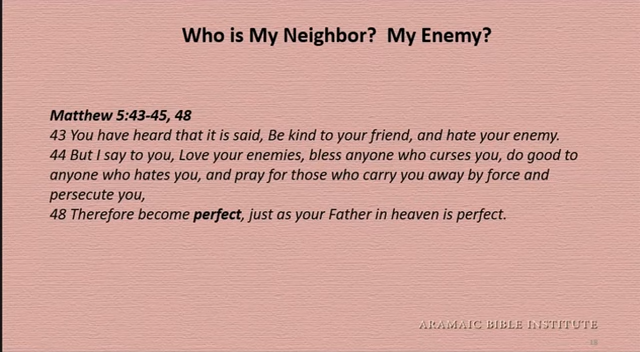 Who is My Neighbor? My Enemy?
Matthew 5:43-45, 48
43 You have heard that it is said, Be kind to your friend, and hate your enemy.
44 But I say to you, Love your enemies, bless anyone who curses you, do good to
anyone who hates you, and pray for those who carry you away by force and
persecute you,
48 Therefore become perfect, just as your Father in heaven is perfect.
ARAMAIC BIBLE INSTITUTE